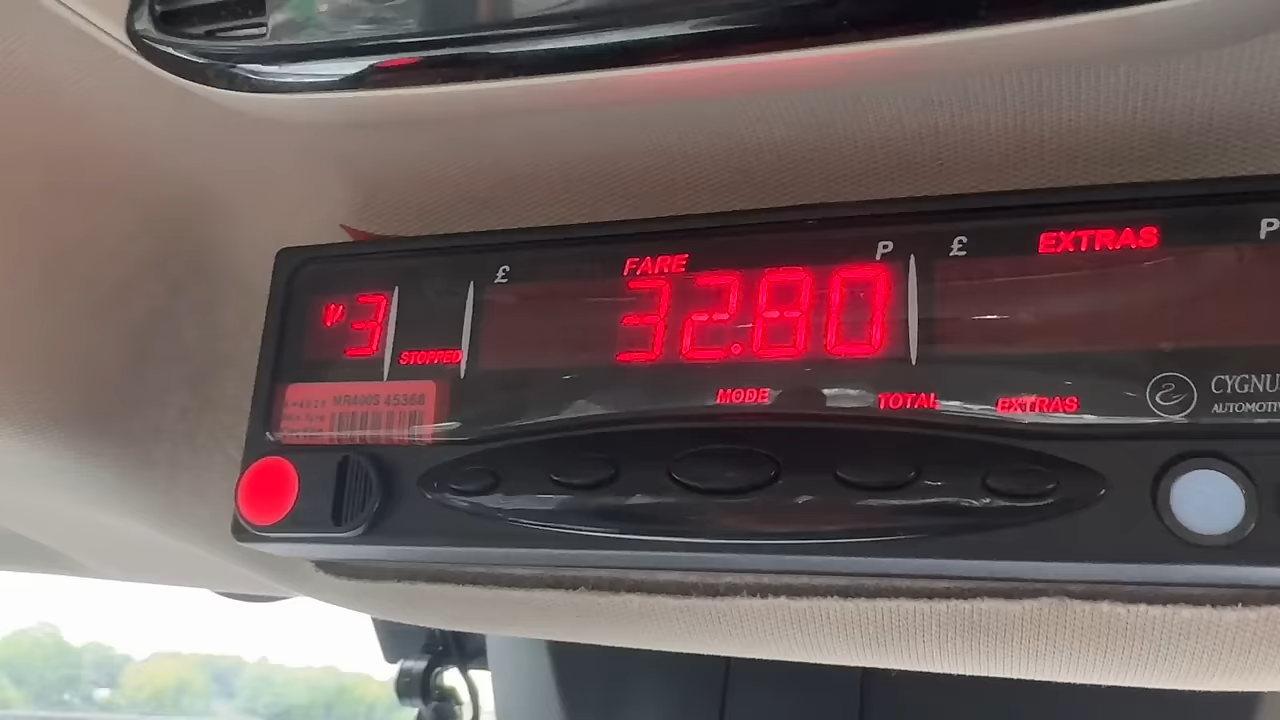 £ FARE P £ EXTRAS P
3 32.80
STOPPED
MR400S 45368
MODE TOTAL EXTRAS
CYGNU
AUTOMOTIV